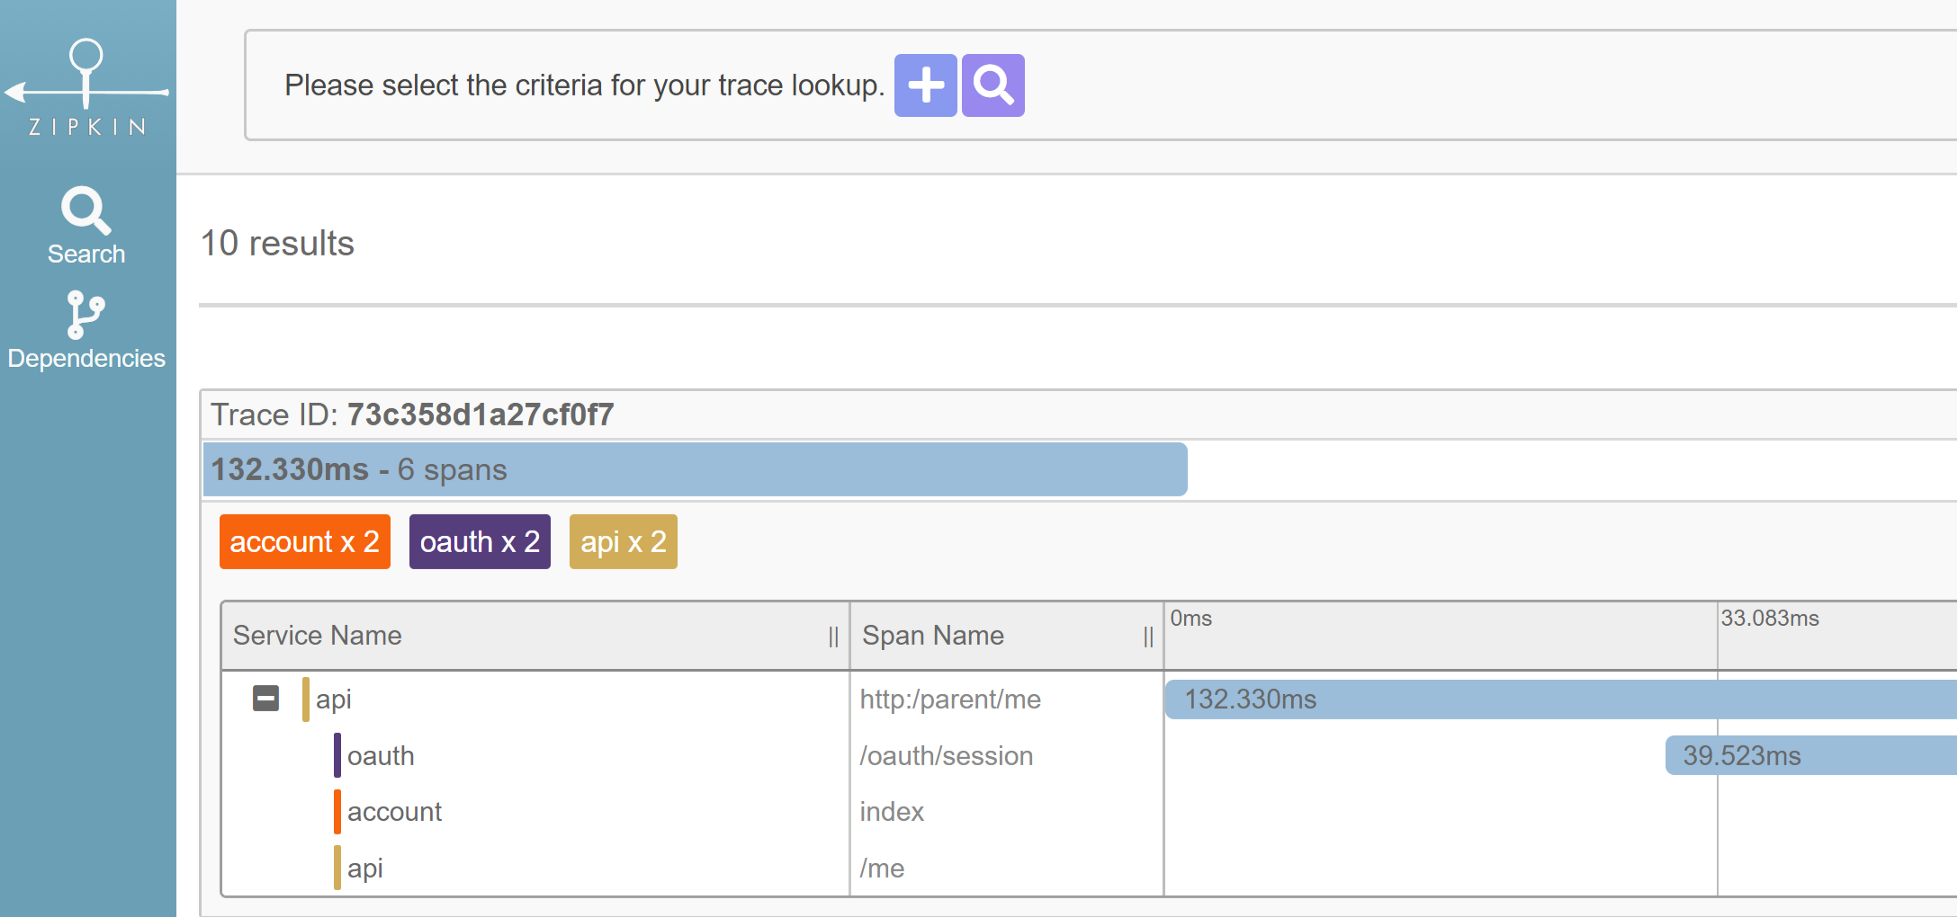 ZIPKIN
Search
Dependencies
Please select the criteria for your trace lookup.
10 results
Trace ID: 73c358d1a27cf0f7
132.330ms - 6 spans
account x 2 oauth x 2 api x 2
Service Name || Span Name || 0ms 33.083ms
api http:/parent/me 132.330ms
oauth /oauth/session 39.523ms
account index
api /me